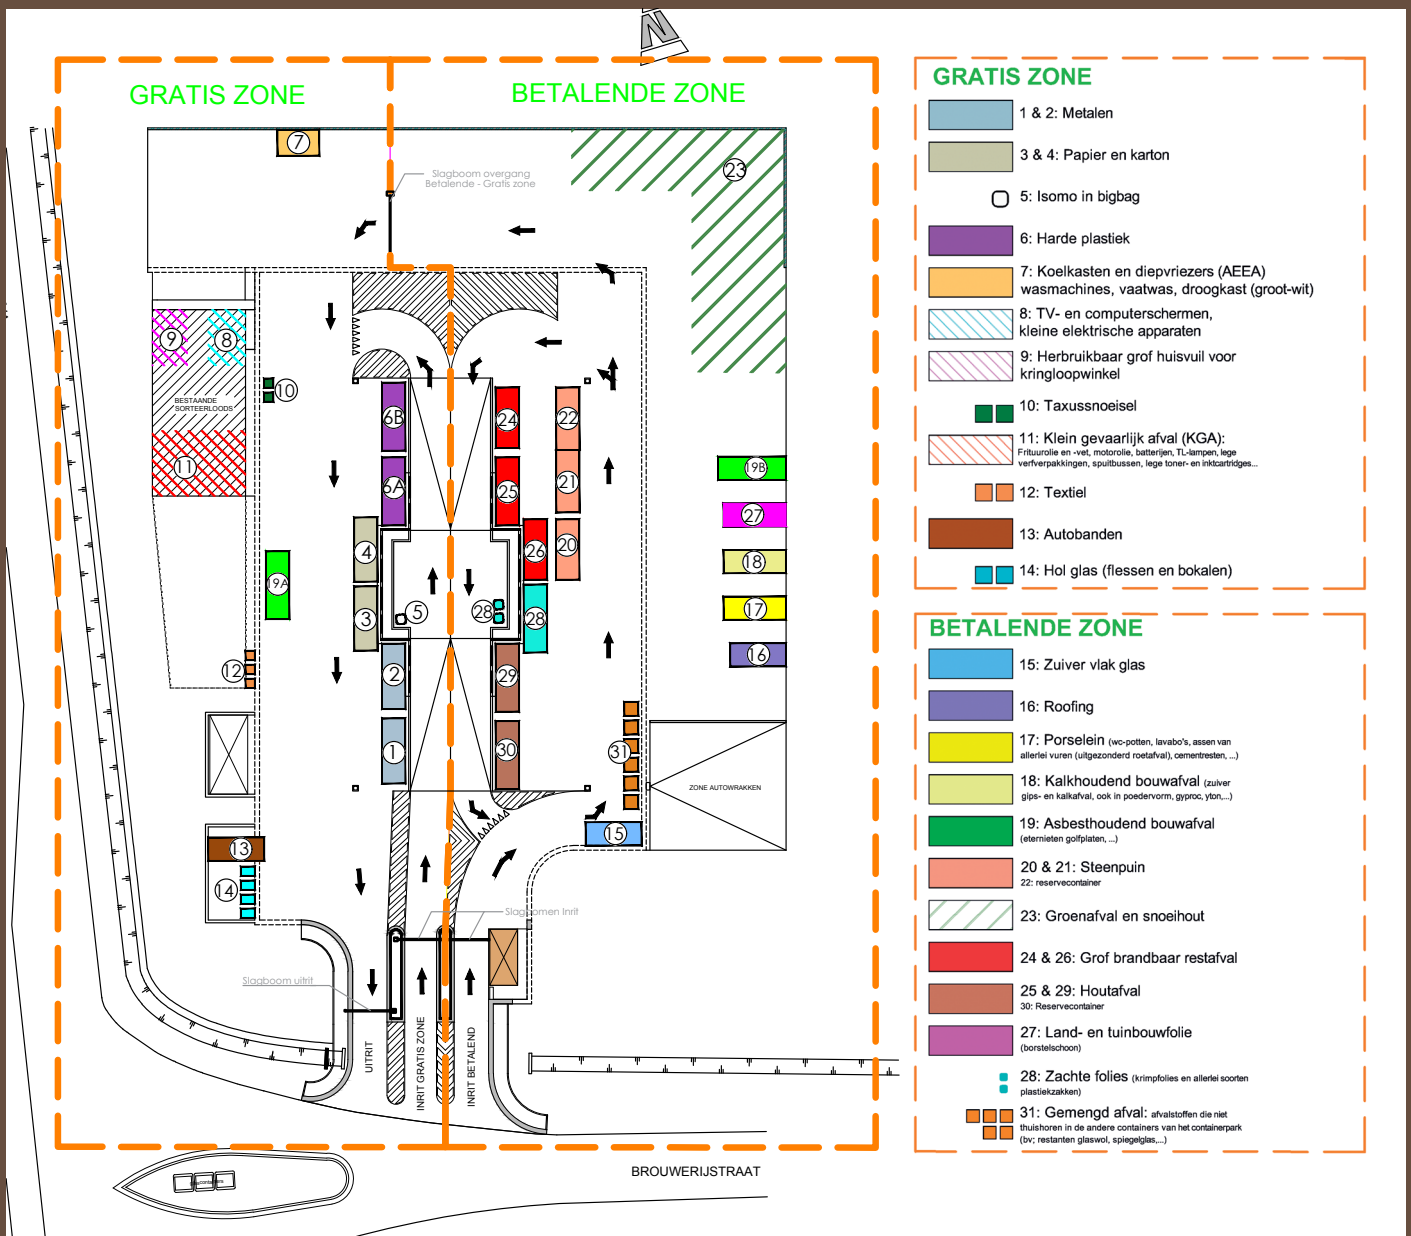 N
GRATIS ZONE
BETALENDE ZONE
7
23
Slagboom overgang
Betalende - Gratis zone
9
8
BESTAANDE
SORTEERLOODS
10
11
6B
24
22
6A
25
21
19B
27
4
26
20
18
19A
3
5
28
28
17
12
2
29
16
1
30
31
ZONE AUTOWRAKKEN
13
15
14
Slagbomen Inrit
Slagboom uitrit
UITRIT
INRIT GRATIS ZONE
INRIT BETALEND
BROUWERIJSTRAAT
GRATIS ZONE
1 & 2: Metalen
3 & 4: Papier en karton
5: Isomo in bigbag
6: Harde plastiek
7: Koelkasten en diepvriezers (AEEA)
wasmachines, vaatwas, droogkast (groot-wit)
8: TV- en computerschermen,
kleine elektrische apparaten
9: Herbruikbaar grof huisvuil voor
kringloopwinkel
10: Taxussnoeisel
11: Klein gevaarlijk afval (KGA):
Frituurolie en -vet, motorolie, batterijen, TL-lampen, lege
verfverpakkingen, spuitbussen, lege toner- en inktcartridges...
12: Textiel
13: Autobanden
14: Hol glas (flessen en bokalen)
BETALENDE ZONE
15: Zuiver vlak glas
16: Roofing
17: Porselein (wc-potten, lavabo's, assen van
allerlei vuren (uitgezonderd roetafval), cementresten, ...)
18: Kalkhoudend bouwafval (zuiver
gips- en kalkafval, ook in poedervorm, gyproc, yton,...)
19: Asbesthoudend bouwafval
(eternieten golfplaten, ...)
20 & 21: Steenpuin
22: reservecontainer
23: Groenafval en snoeihout
24 & 26: Grof brandbaar restafval
25 & 29: Houtafval
30: Reservecontainer
27: Land- en tuinbouwfolie
(borstelschoon)
28: Zachte folies (krimpfolies en allerlei soorten
plastiekzakken)
31: Gemengd afval: afvalstoffen die niet
thuishoren in de andere containers van het containerpark
(bv; restanten glaswol, spiegelglas,...)